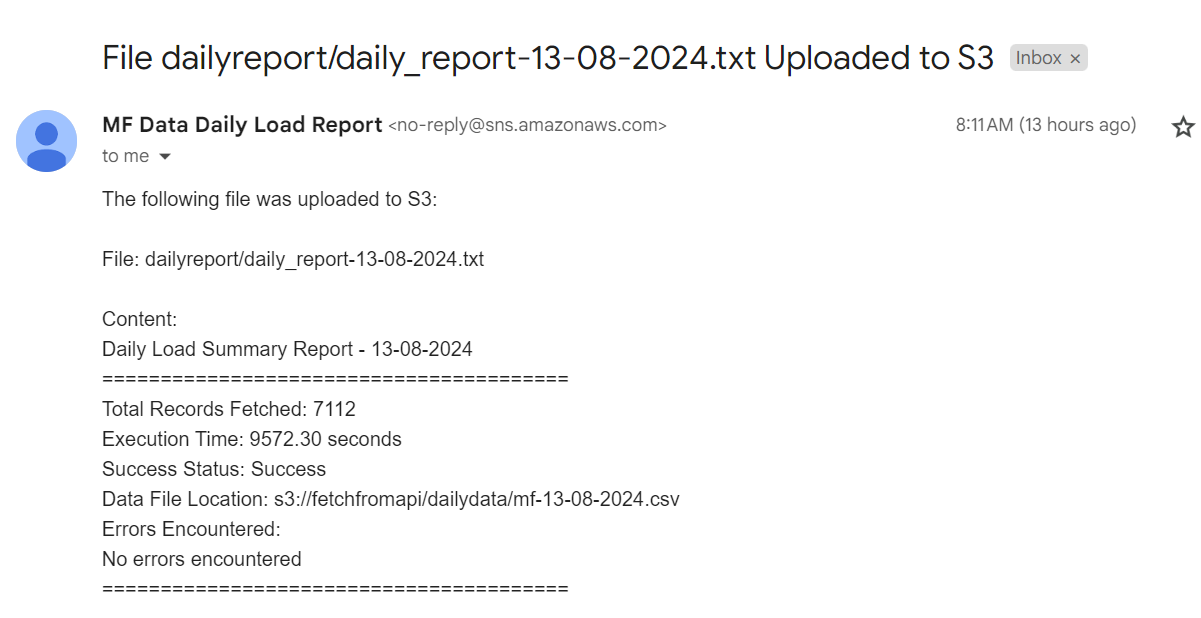 File dailyreport/daily_report-13-08-2024.txt Uploaded to S3 Inbox ×
MF Data Daily Load Report <no-reply@sns.amazonaws.com> 8:11 AM (13 hours ago)
to me
The following file was uploaded to S3:
File: dailyreport/daily_report-13-08-2024.txt
Content:
Daily Load Summary Report - 13-08-2024
========================================
Total Records Fetched: 7112
Execution Time: 9572.30 seconds
Success Status: Success
Data File Location: s3://fetchfromapi/dailydata/mf-13-08-2024.csv
Errors Encountered:
No errors encountered
========================================